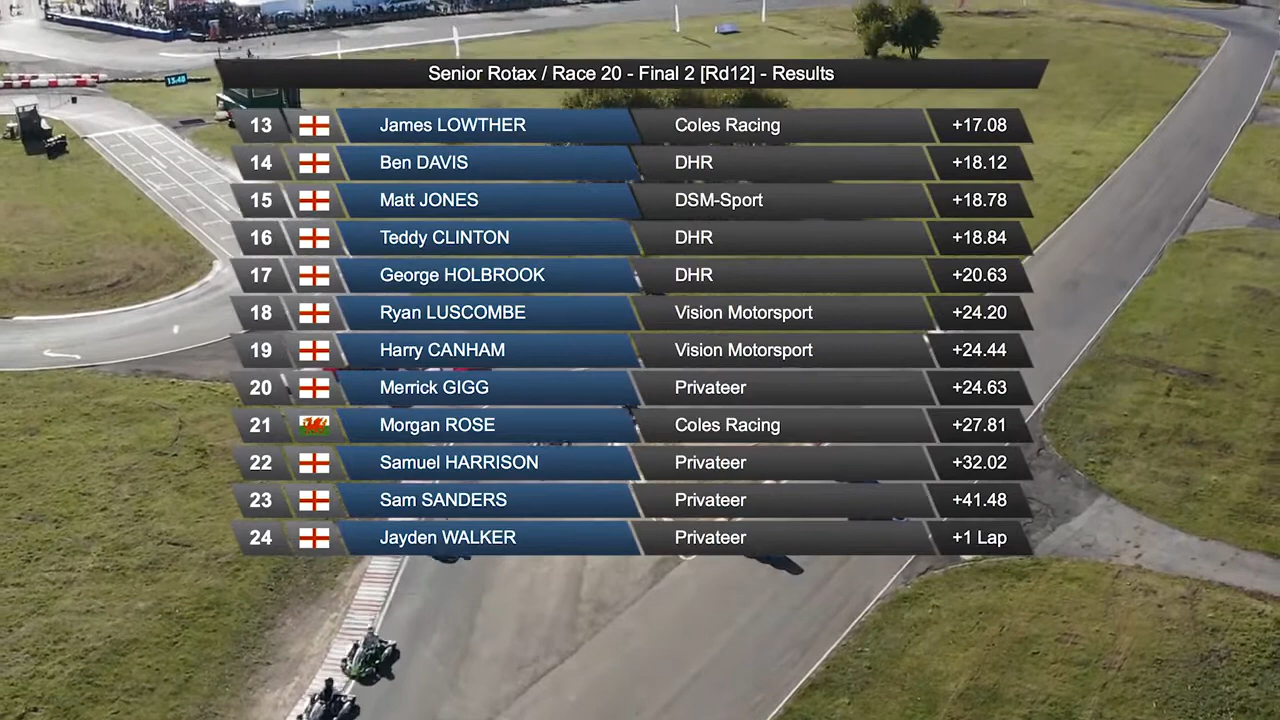 Senior Rotax / Race 20 - Final 2 [Rd12] - Results
13 James LOWTHER Coles Racing +17.08
14 Ben DAVIS DHR +18.12
15 Matt JONES DSM-Sport +18.78
16 Teddy CLINTON DHR +18.84
17 George HOLBROOK DHR +20.63
18 Ryan LUSCOMBE Vision Motorsport +24.20
19 Harry CANHAM Vision Motorsport +24.44
20 Merrick GIGG Privateer +24.63
21 Morgan ROSE Coles Racing +27.81
22 Samuel HARRISON Privateer +32.02
23 Sam SANDERS Privateer +41.48
24 Jayden WALKER Privateer +1 Lap